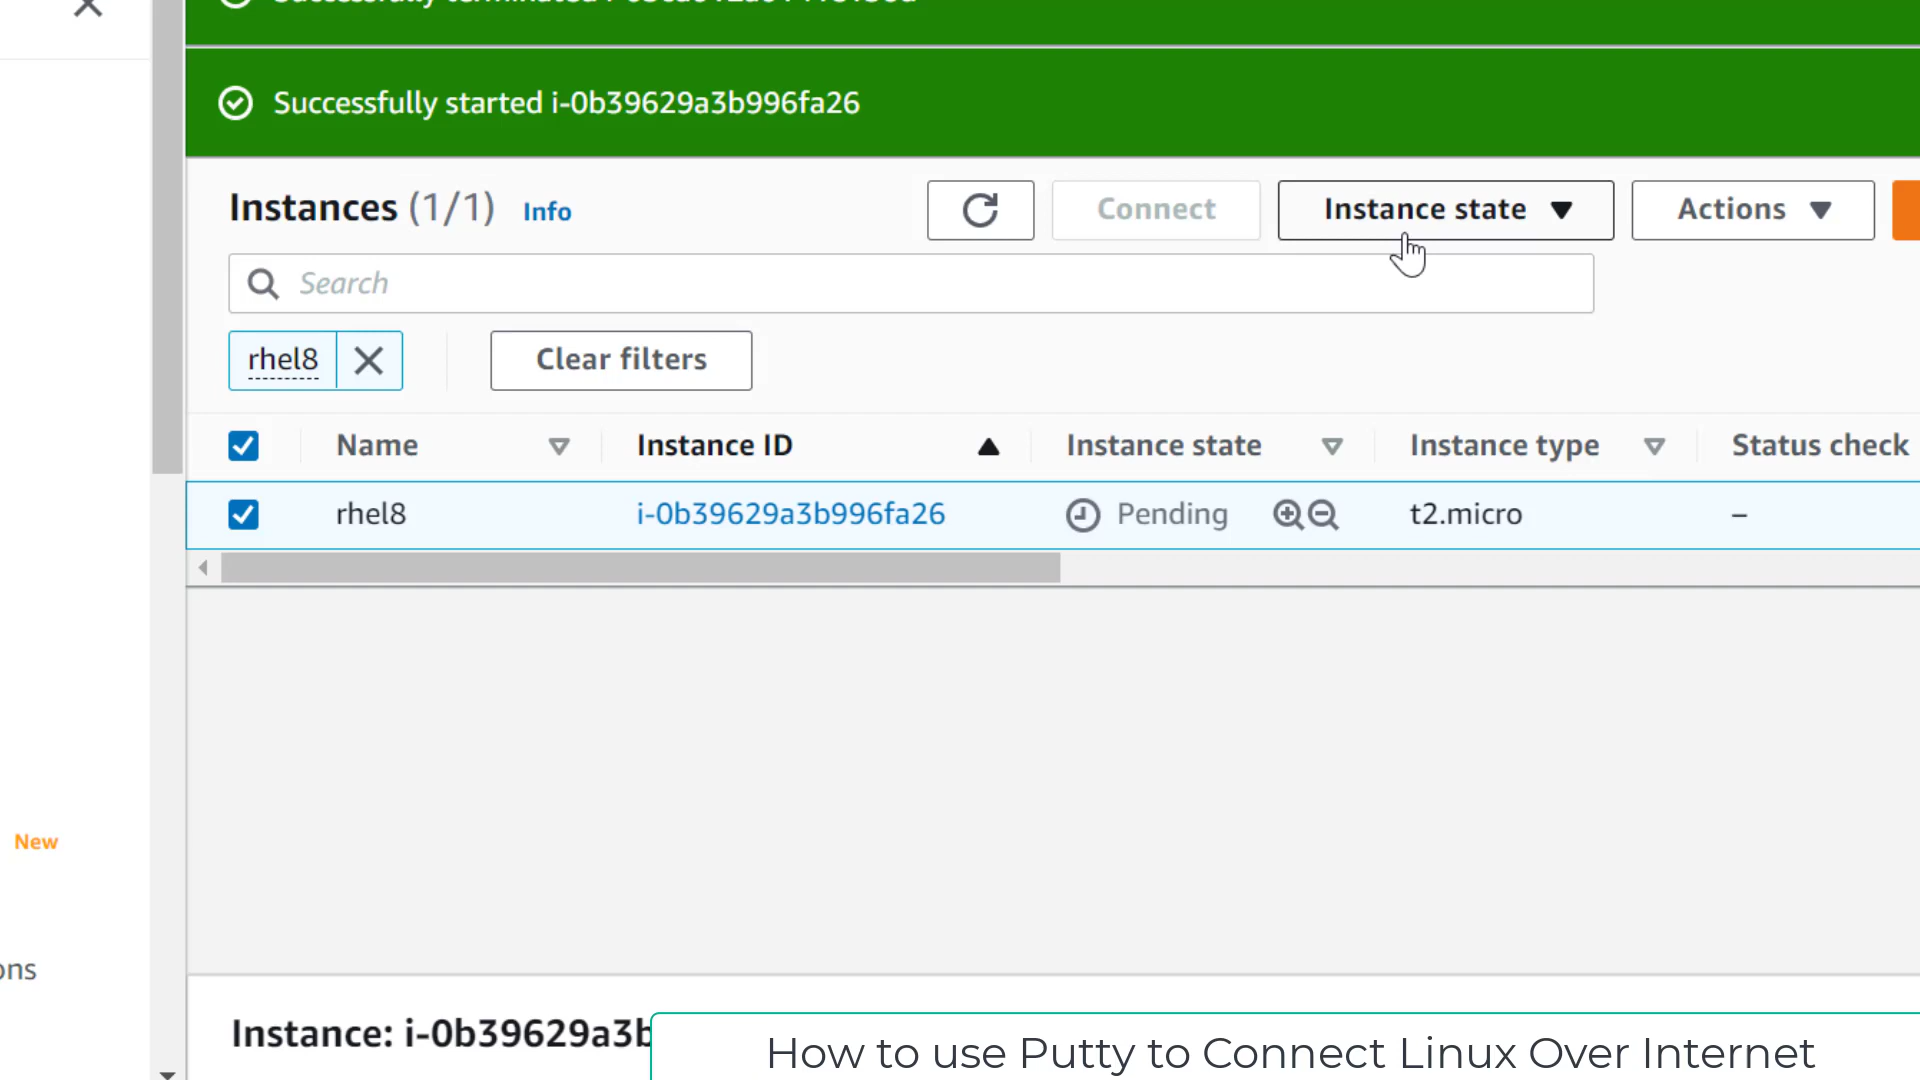 Successfully started i-0b39629a3b996fa26
Instances (1/1) Info
Connect
Instance state
Actions
Search
rhel8
Clear filters
Name Instance ID Instance state Instance type Status check
rhel8 i-0b39629a3b996fa26 Pending t2.micro –
New
ons
Instance: i-0b39629a3b
How to use Putty to Connect Linux Over Internet